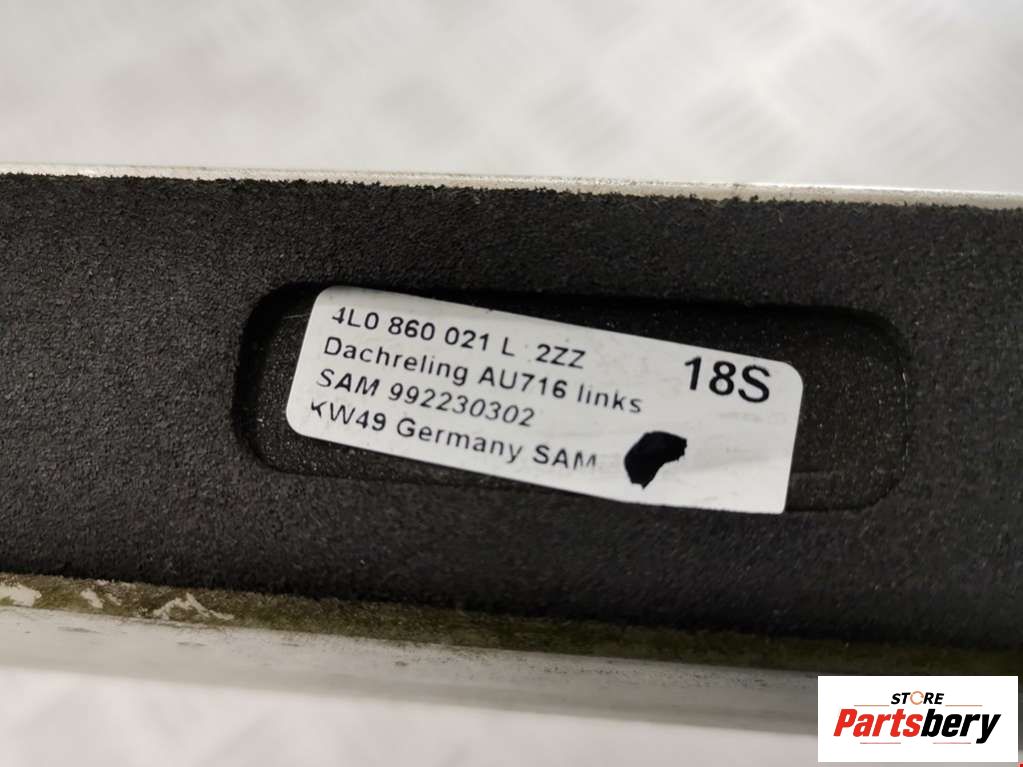 4L0 860 021 L 2ZZ
18S
Dachreling AU716 links
SAM 992230302
KW49 Germany SAM
STORE
Partsbery